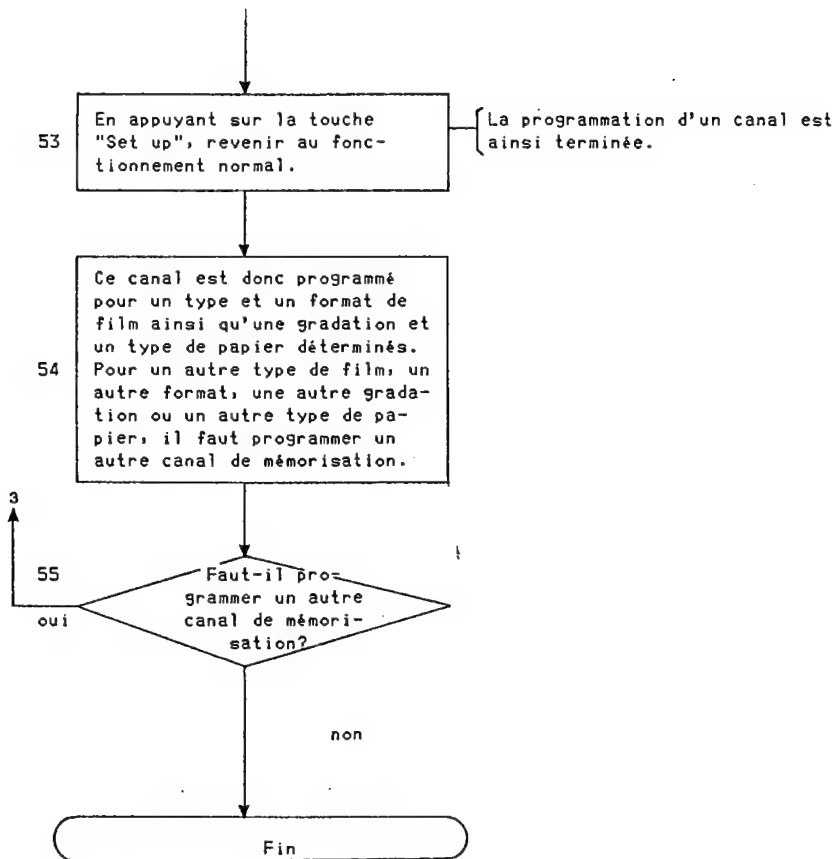 53
En appuyant sur la touche
"Set up", revenir au fonc-
tionnement normal.
La programmation d'un canal est
ainsi terminée.
54
Ce canal est donc programmé
pour un type et un format de
film ainsi qu'une gradation et
un type de papier déterminés.
Pour un autre type de film, un
autre format, une autre grada-
tion ou un autre type de pa-
pier, il faut programmer un
autre canal de mémorisation.
3
55
oui
Faut-il pro-
grammer un autre
canal de mémori-
sation?
non
Fin